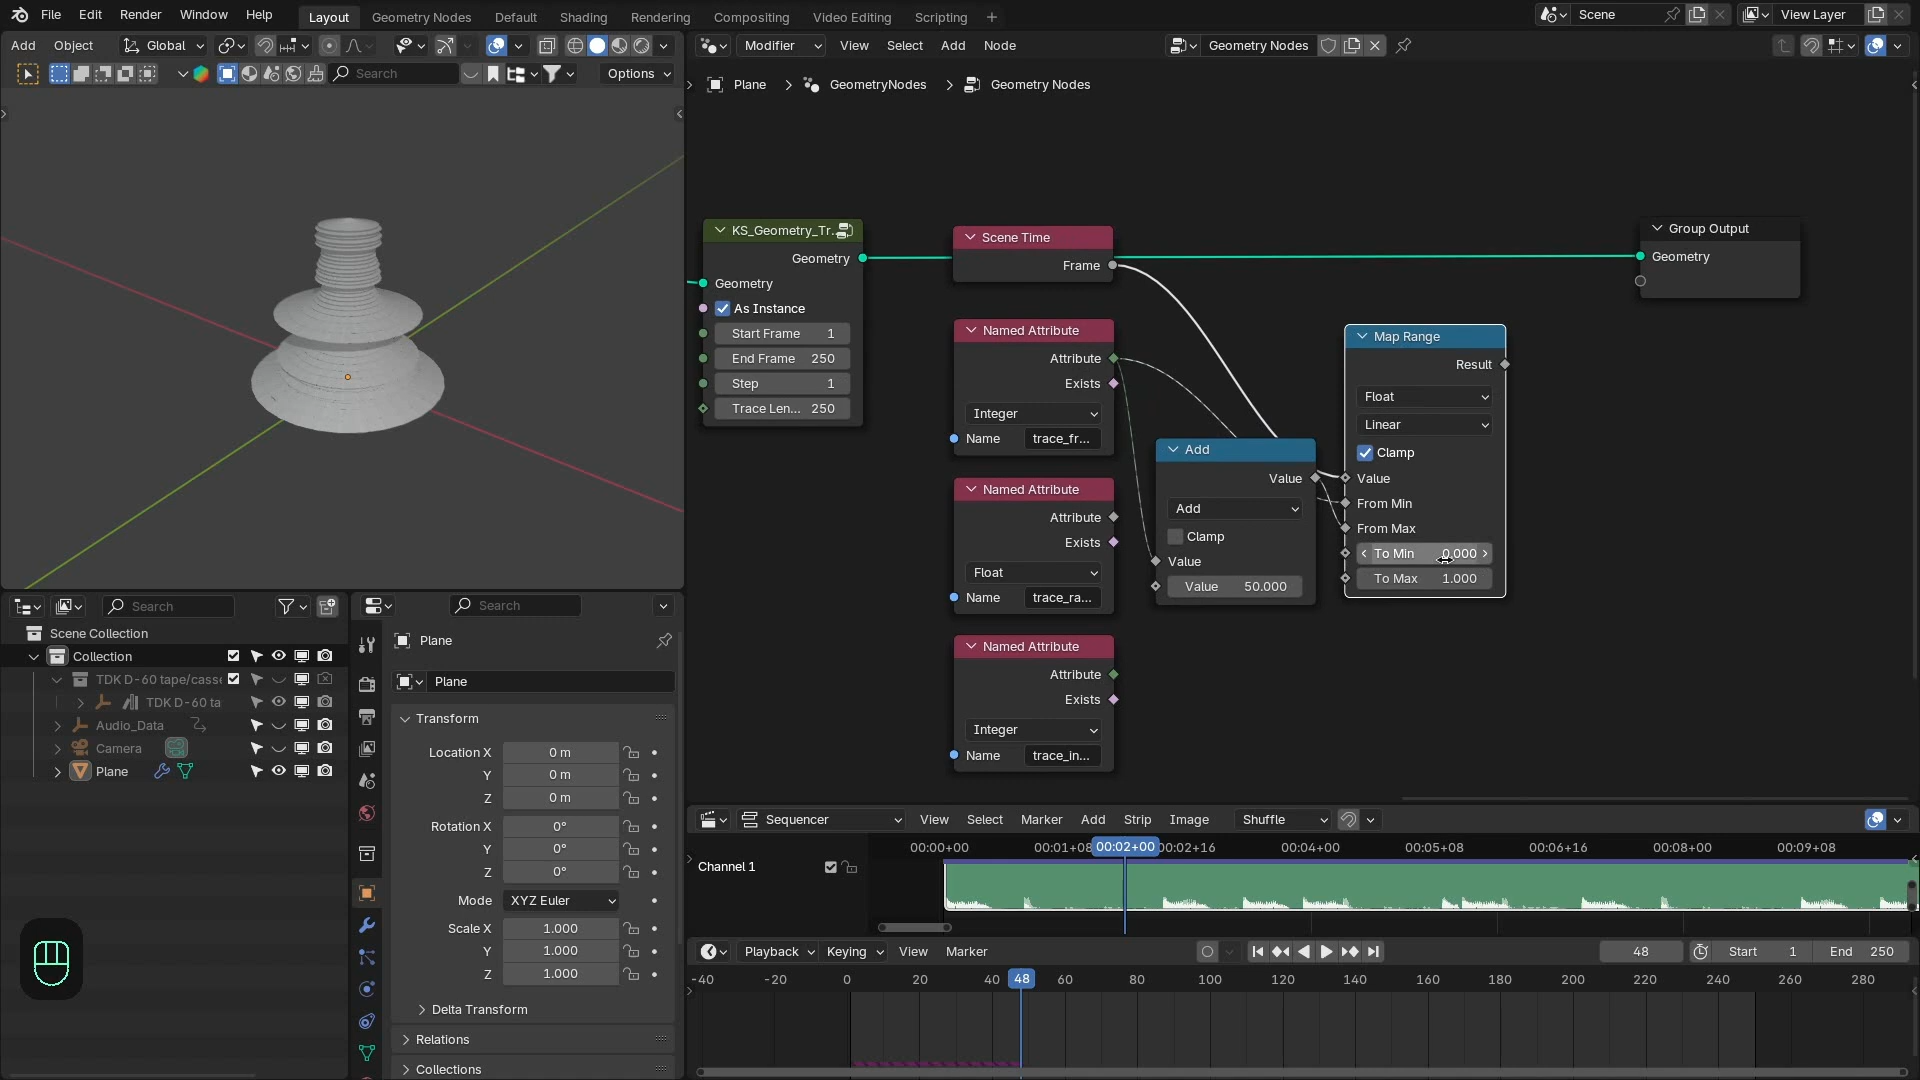 File Edit Render Window Help Layout Geometry Nodes Default Shading Rendering Compositing Video Editing Scripting + Scene View Layer
Add Object Global
Search Options
Modifier View Select Add Node Geometry Nodes
Plane > GeometryNodes > Geometry Nodes
KS_Geometry_Tr...
Geometry
Geometry
As Instance
Start Frame 1
End Frame 250
Step 1
Trace Len... 250
Scene Time
Frame
Named Attribute
Attribute
Exists
Integer
Name trace_fr...
Named Attribute
Attribute
Exists
Float
Name trace_ra...
Named Attribute
Attribute
Exists
Integer
Name trace_in...
Add
Value
Add
Clamp
Value
Value 50.000
Map Range
Result
Float
Linear
Clamp
Value
From Min
From Max
To Min 0.000
To Max 1.000
Group Output
Geometry
Search
Scene Collection
Collection
TDK D-60 tape/casse
TDK D-60 ta
Audio_Data
Camera
Plane
Search
Plane
Plane
Transform
Location X 0 m
Y 0 m
Z 0 m
Rotation X 0°
Y 0°
Z 0°
Mode XYZ Euler
Scale X 1.000
Y 1.000
Z 1.000
Delta Transform
Relations
Collections
Sequencer View Select Marker Add Strip Image Shuffle
00:00+00 00:01+08 00:02+00 00:02+16 00:04+00 00:05+08 00:06+16 00:08+00 00:09+08
Channel 1
Playback Keying View Marker 48 Start 1 End 250
-40 -20 0 20 40 48 60 80 100 120 140 160 180 200 220 240 260 280